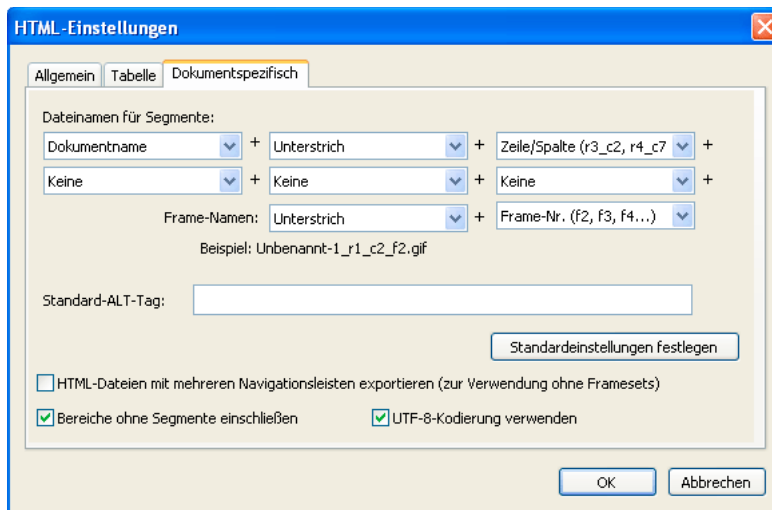 HTML-Einstellungen
Allgemein Tabelle Dokumentspezifisch
Dateinamen für Segmente:
Dokumentname + Unterstrich + Zeile/Spalte (r3_c2, r4_c7 +
Keine + Keine + Keine +
Frame-Namen: Unterstrich + Frame-Nr. (f2, f3, f4...)
Beispiel: Unbenannt-1_r1_c2_f2.gif
Standard-ALT-Tag:
Standardeinstellungen festlegen
HTML-Dateien mit mehreren Navigationsleisten exportieren (zur Verwendung ohne Framesets)
Bereiche ohne Segmente einschließen UTF-8-Kodierung verwenden
OK Abbrechen